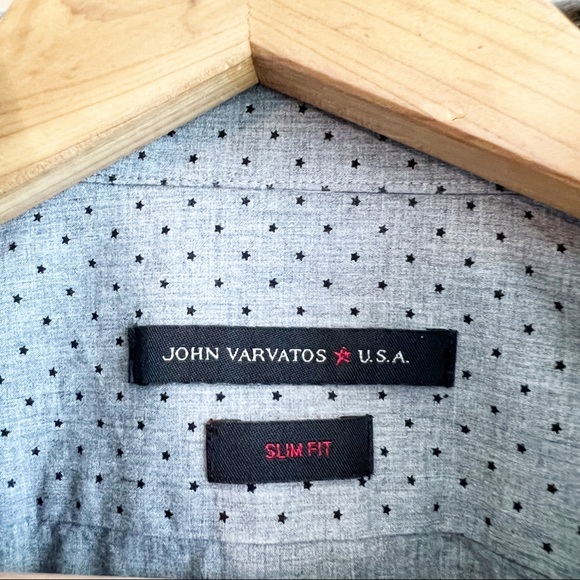 JOHN VARVATOS ★ U.S.A.
SLIM FIT